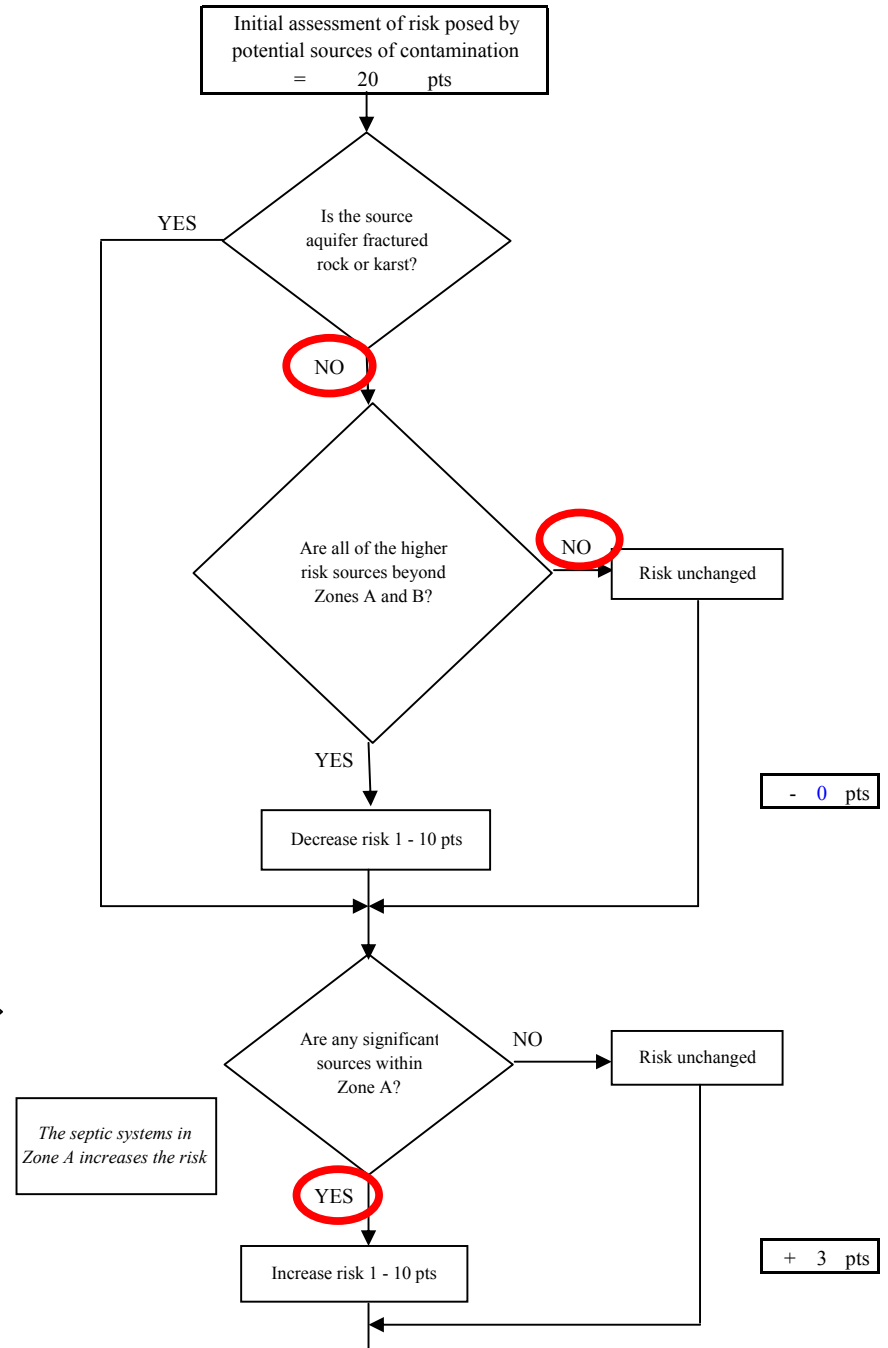 Initial assessment of risk posed by
potential sources of contamination
= 20 pts
YES
Is the source
aquifer fractured
rock or karst?
NO
Are all of the higher
risk sources beyond
Zones A and B?
NO
Risk unchanged
YES
- 0 pts
Decrease risk 1 - 10 pts
Are any significant
sources within
Zone A?
NO
Risk unchanged
The septic systems in
Zone A increases the risk
YES
+ 3 pts
Increase risk 1 - 10 pts